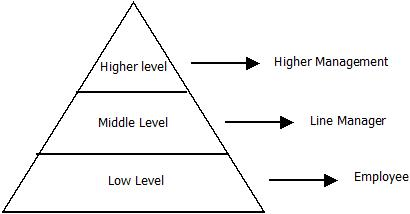 Higher level
Higher Management
Middle Level
Line Manager
Low Level
Employee